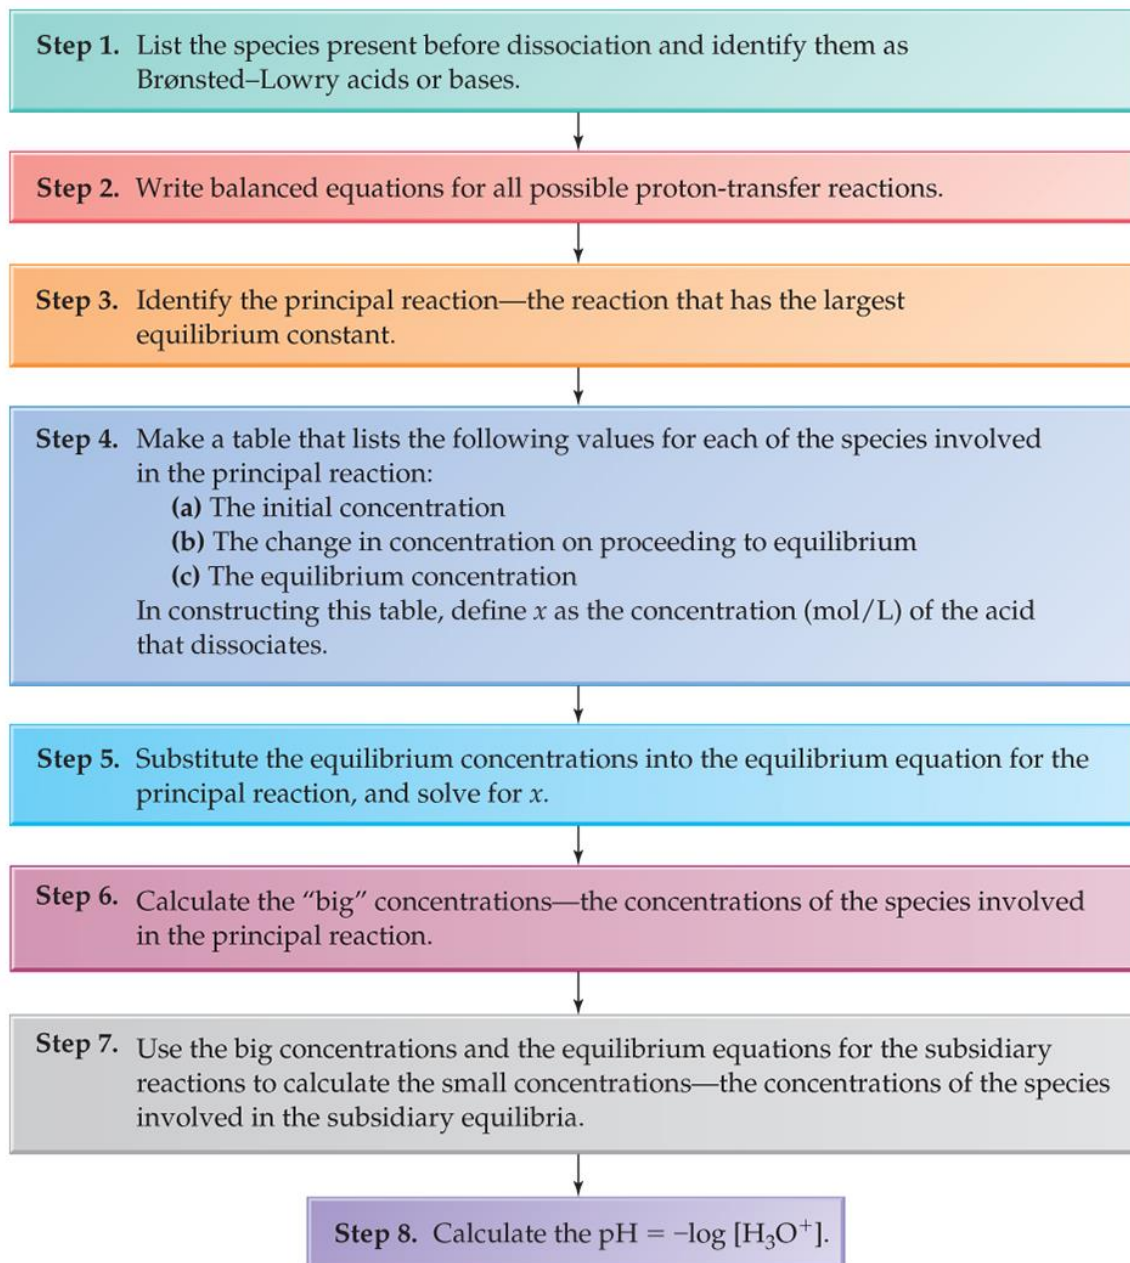 Step 1. List the species present before dissociation and identify them as
Brønsted–Lowry acids or bases.
Step 2. Write balanced equations for all possible proton-transfer reactions.
Step 3. Identify the principal reaction—the reaction that has the largest
equilibrium constant.
Step 4. Make a table that lists the following values for each of the species involved
in the principal reaction:
(a) The initial concentration
(b) The change in concentration on proceeding to equilibrium
(c) The equilibrium concentration
In constructing this table, define x as the concentration (mol/L) of the acid
that dissociates.
Step 5. Substitute the equilibrium concentrations into the equilibrium equation for the
principal reaction, and solve for x.
Step 6. Calculate the “big” concentrations—the concentrations of the species involved
in the principal reaction.
Step 7. Use the big concentrations and the equilibrium equations for the subsidiary
reactions to calculate the small concentrations—the concentrations of the species
involved in the subsidiary equilibria.
Step 8. Calculate the pH = –log [H₃O⁺].